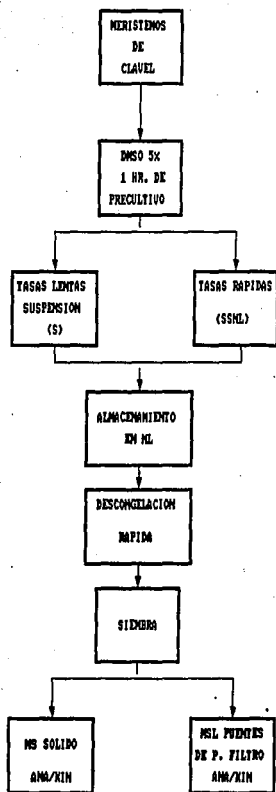 MERISTEMOS
DE
CLAVEL
DMSO 5%
1 HR. DE
PRECULTIVO
TASAS LENTAS
SUSPENSION
(S)
TASAS RAPIDAS
(SSNL)
ALMACENAMIENTO
EN NL
DESCONGELACION
RAPIDA
SIEMBRA
MS SOLIDO
ANA/KIN
MSL PUENTES
DE P. FILTRO
ANA/KIN